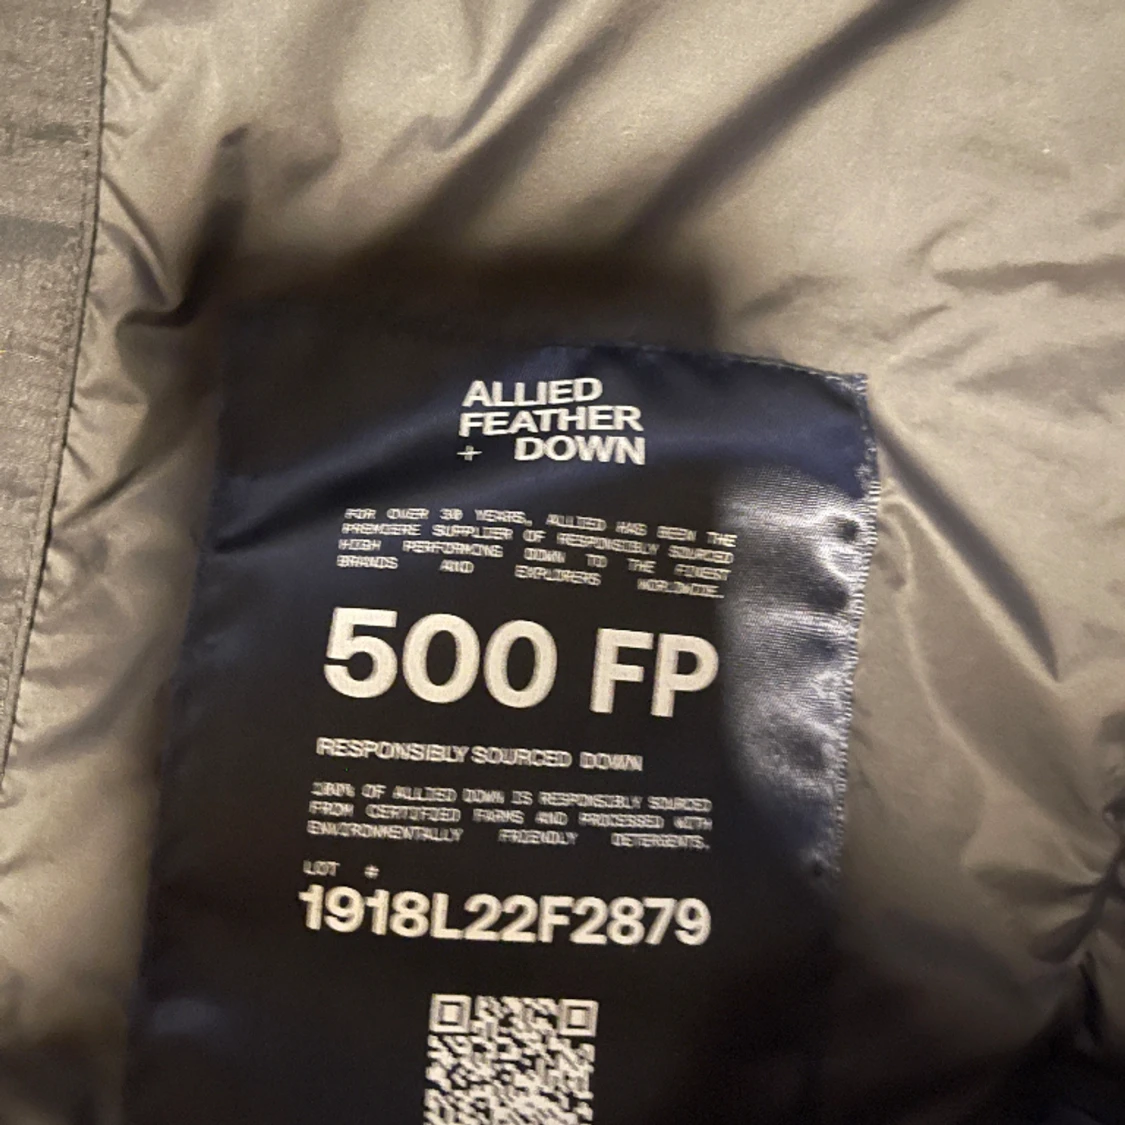 ALLIED
FEATHER
+ DOWN
FOR OVER 30 YEARS, ALLIED HAS BEEN THE
PREMIERE SUPPLIER OF RESPONSIBLY SOURCED
HIGH PERFORMING DOWN TO THE FINEST
BRANDS AND EXPLORERS WORLDWIDE.
500 FP
RESPONSIBLY SOURCED DOWN
100% OF ALLIED DOWN IS RESPONSIBLY SOURCED
FROM CERTIFIED FARMS AND PROCESSED WITH
ENVIRONMENTALLY FRIENDLY DETERGENTS.
LOT #
1918L22F2879